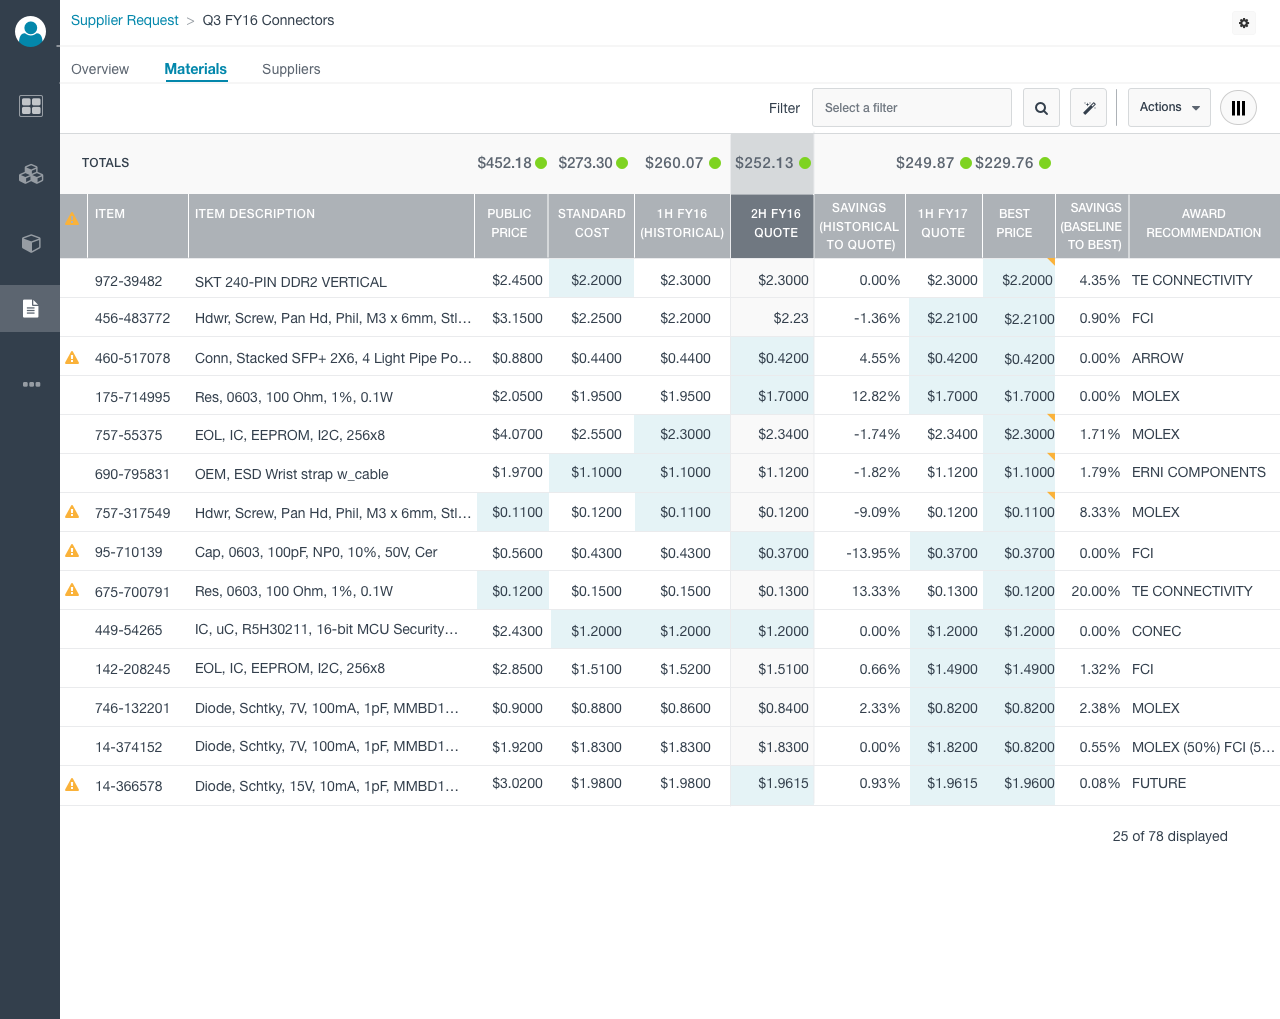 Supplier Request > Q3 FY16 Connectors
Overview Materials Suppliers
Filter Select a filter Actions
TOTALS $452.18 $273.30 $260.07 $252.13 $249.87 $229.76
ITEM ITEM DESCRIPTION PUBLIC PRICE STANDARD COST 1H FY16 (HISTORICAL) 2H FY16 QUOTE SAVINGS (HISTORICAL TO QUOTE) 1H FY17 QUOTE BEST PRICE SAVINGS (BASELINE TO BEST) AWARD RECOMMENDATION
972-39482 SKT 240-PIN DDR2 VERTICAL $2.4500 $2.2000 $2.3000 $2.3000 0.00% $2.3000 $2.2000 4.35% TE CONNECTIVITY
456-483772 Hdwr, Screw, Pan Hd, Phil, M3 x 6mm, Stl… $3.1500 $2.2500 $2.2000 $2.23 -1.36% $2.2100 $2.2100 0.90% FCI
460-517078 Conn, Stacked SFP+ 2X6, 4 Light Pipe Po… $0.8800 $0.4400 $0.4400 $0.4200 4.55% $0.4200 $0.4200 0.00% ARROW
175-714995 Res, 0603, 100 Ohm, 1%, 0.1W $2.0500 $1.9500 $1.9500 $1.7000 12.82% $1.7000 $1.7000 0.00% MOLEX
757-55375 EOL, IC, EEPROM, I2C, 256x8 $4.0700 $2.5500 $2.3000 $2.3400 -1.74% $2.3400 $2.3000 1.71% MOLEX
690-795831 OEM, ESD Wrist strap w_cable $1.9700 $1.1000 $1.1000 $1.1200 -1.82% $1.1200 $1.1000 1.79% ERNI COMPONENTS
757-317549 Hdwr, Screw, Pan Hd, Phil, M3 x 6mm, Stl… $0.1100 $0.1200 $0.1100 $0.1200 -9.09% $0.1200 $0.1100 8.33% MOLEX
95-710139 Cap, 0603, 100pF, NP0, 10%, 50V, Cer $0.5600 $0.4300 $0.4300 $0.3700 -13.95% $0.3700 $0.3700 0.00% FCI
675-700791 Res, 0603, 100 Ohm, 1%, 0.1W $0.1200 $0.1500 $0.1500 $0.1300 13.33% $0.1300 $0.1200 20.00% TE CONNECTIVITY
449-54265 IC, uC, R5H30211, 16-bit MCU Security… $2.4300 $1.2000 $1.2000 $1.2000 0.00% $1.2000 $1.2000 0.00% CONEC
142-208245 EOL, IC, EEPROM, I2C, 256x8 $2.8500 $1.5100 $1.5200 $1.5100 0.66% $1.4900 $1.4900 1.32% FCI
746-132201 Diode, Schtky, 7V, 100mA, 1pF, MMBD1… $0.9000 $0.8800 $0.8600 $0.8400 2.33% $0.8200 $0.8200 2.38% MOLEX
14-374152 Diode, Schtky, 7V, 100mA, 1pF, MMBD1… $1.9200 $1.8300 $1.8300 $1.8300 0.00% $1.8200 $0.8200 0.55% MOLEX (50%) FCI (5…
14-366578 Diode, Schtky, 15V, 10mA, 1pF, MMBD1… $3.0200 $1.9800 $1.9800 $1.9615 0.93% $1.9615 $1.9600 0.08% FUTURE
25 of 78 displayed